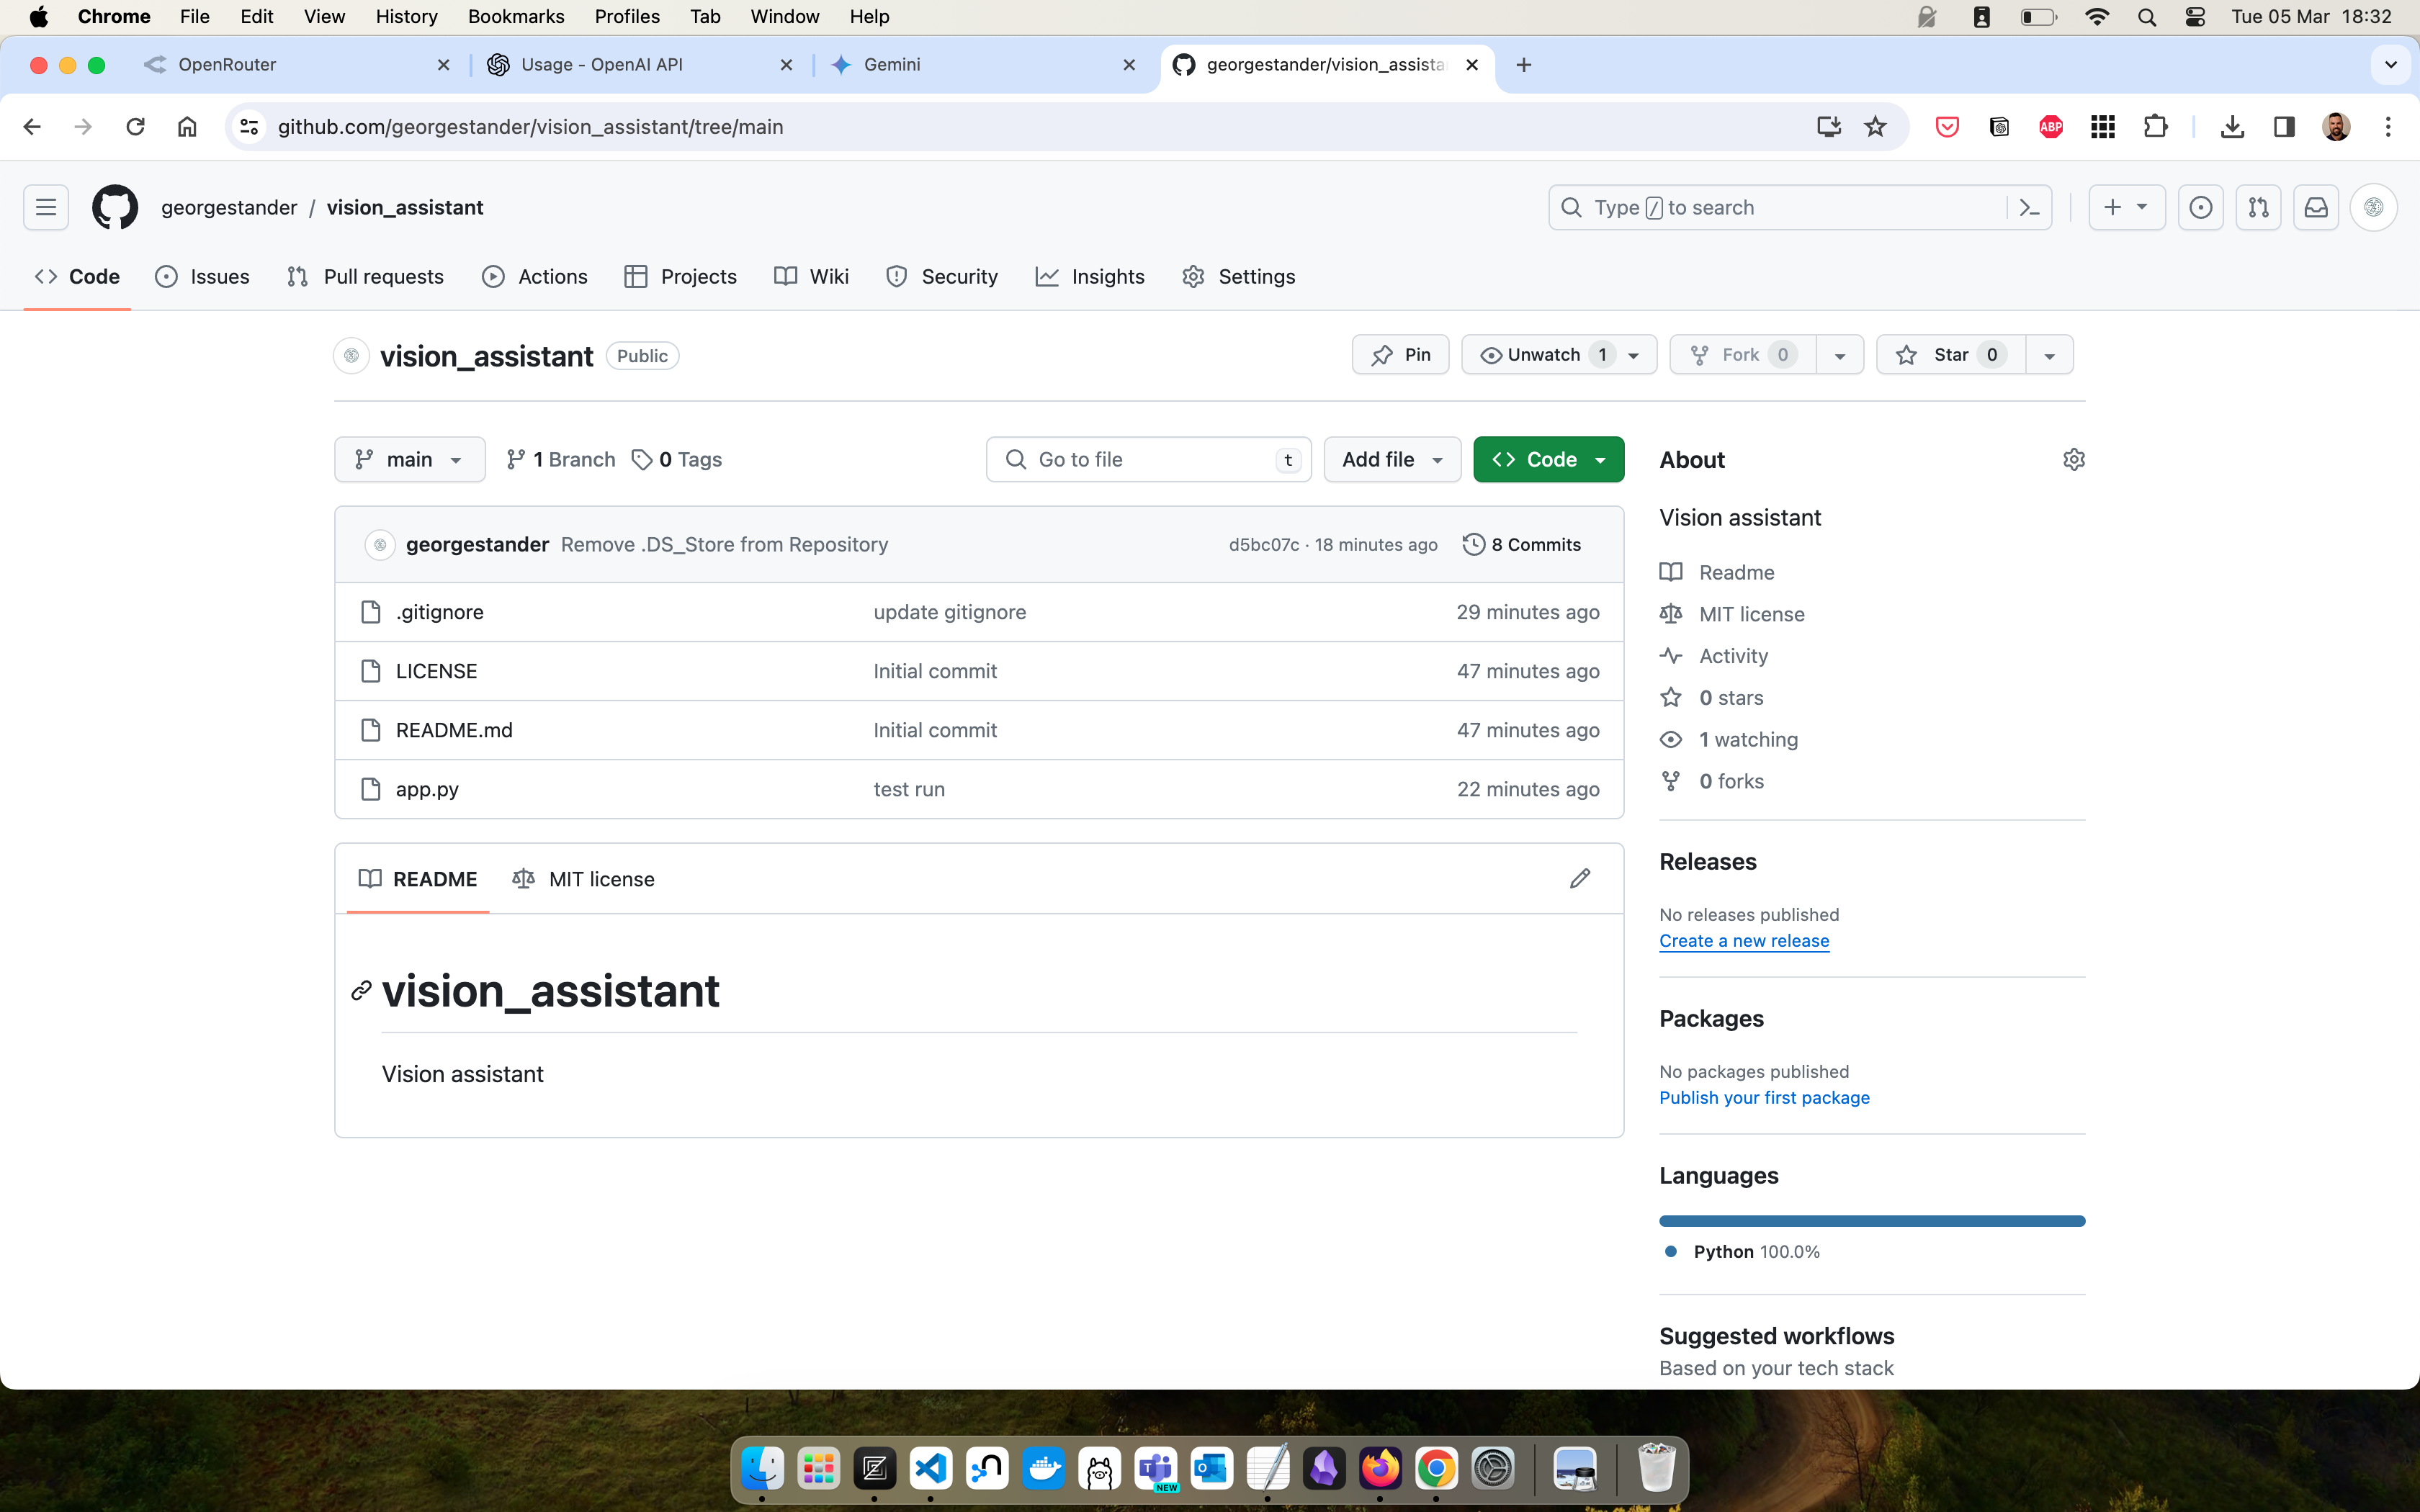 Chrome File Edit View History Bookmarks Profiles Tab Window Help Tue 05 Mar 18:32
OpenRouter Usage - OpenAI API Gemini georgestander/vision_assista
github.com/georgestander/vision_assistant/tree/main ABP
georgestander / vision_assistant Type / to search
Code Issues Pull requests Actions Projects Wiki Security Insights Settings
vision_assistant Public Pin Unwatch 1 Fork 0 Star 0
main 1 Branch 0 Tags Go to file t Add file Code
georgestander Remove .DS_Store from Repository d5bc07c · 18 minutes ago 8 Commits
.gitignore update gitignore 29 minutes ago
LICENSE Initial commit 47 minutes ago
README.md Initial commit 47 minutes ago
app.py test run 22 minutes ago
README MIT license
vision_assistant
Vision assistant
About
Vision assistant
Readme
MIT license
Activity
0 stars
1 watching
0 forks
Releases
No releases published
Create a new release
Packages
No packages published
Publish your first package
Languages
Python 100.0%
Suggested workflows
Based on your tech stack
NEW